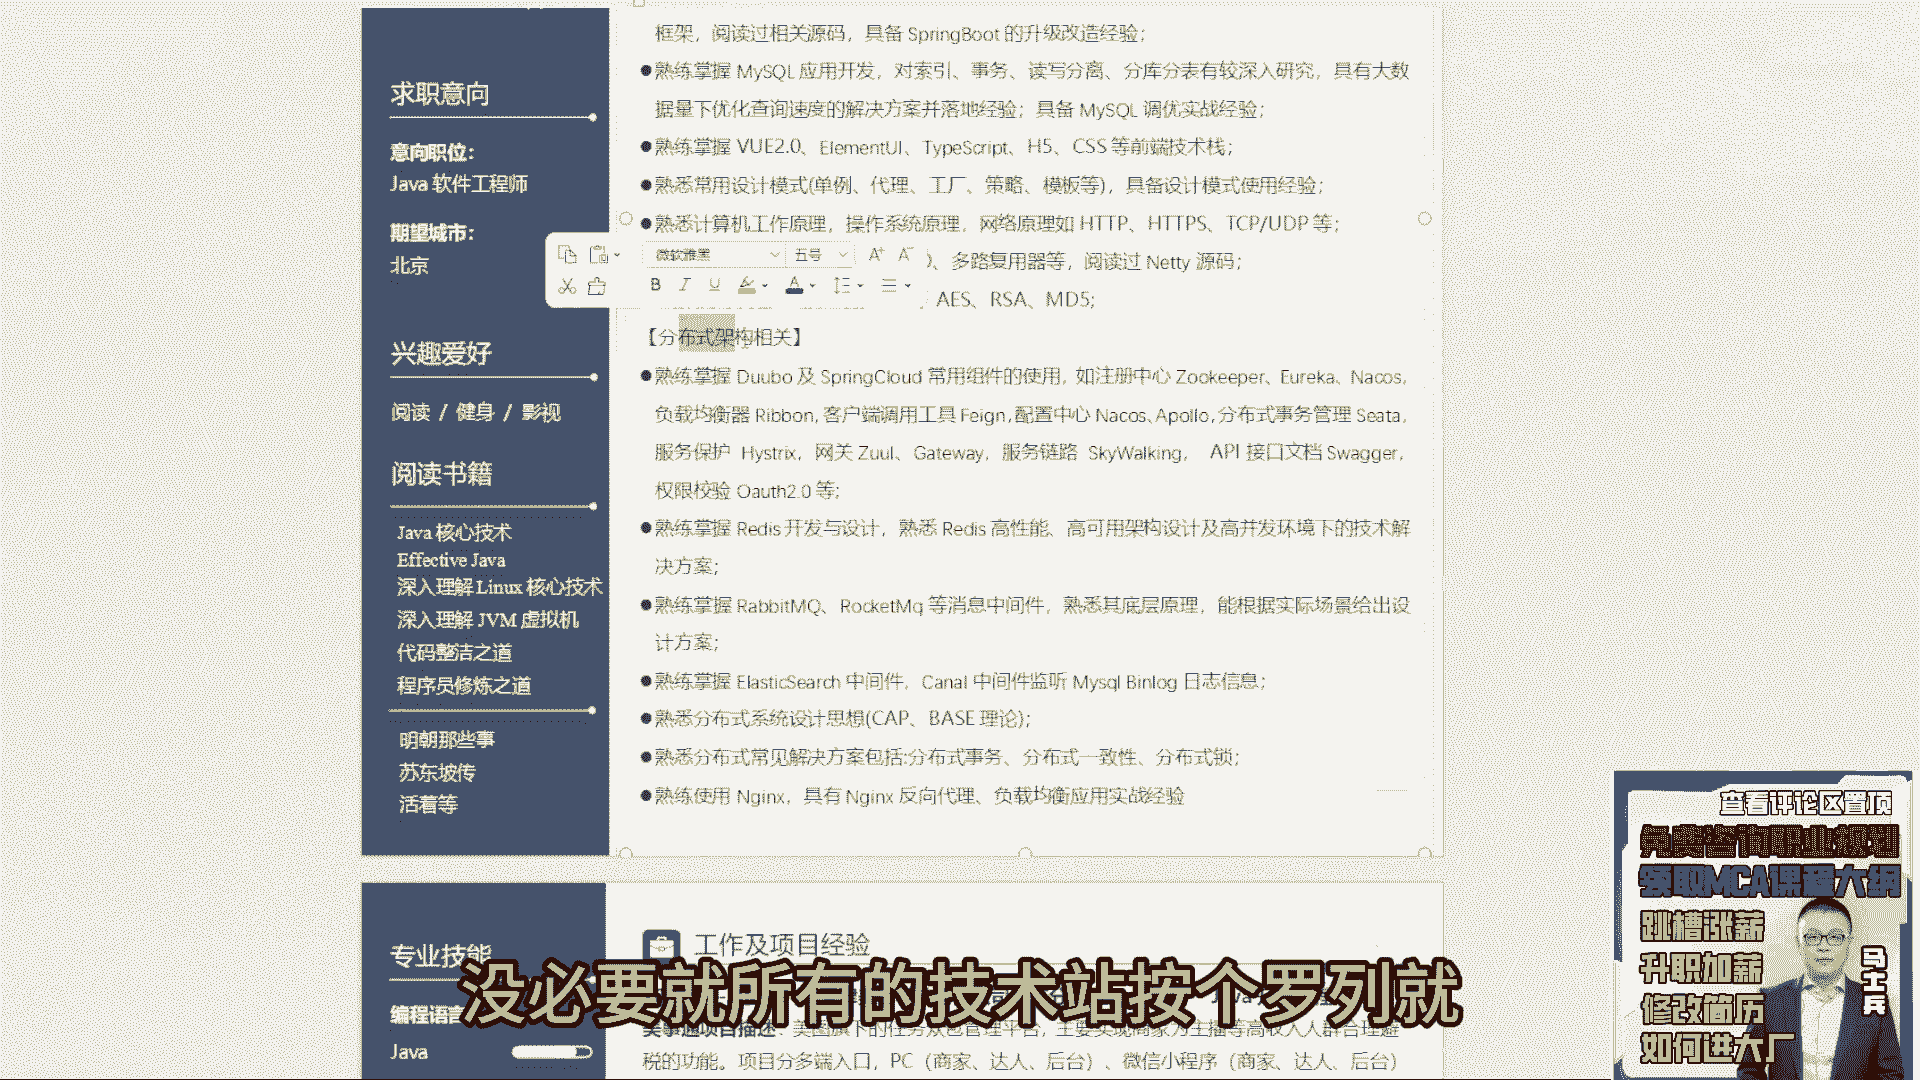 求职意向
意向职位：
Java 软件工程师
期望城市：
北京
兴趣爱好
阅读 / 健身 / 影视
阅读书籍
Java 核心技术
Effective Java
深入理解 Linux 核心技术
深入理解 JVM 虚拟机
代码整洁之道
程序员修炼之道
明朝那些事
苏东坡传
活着等
框架，阅读过相关源码，具备 SpringBoot 的升级改造经验；
●熟练掌握 MySQL 应用开发，对索引、事务、读写分离、分库分表有较深入研究，具有大数
据量下优化查询速度的解决方案并落地经验；具备 MySQL 调优实战经验；
●熟练掌握 VUE2.0、ElementUI、TypeScript、H5、CSS 等前端技术栈；
●熟悉常用设计模式(单例、代理、工厂、策略、模板等)，具备设计模式使用经验；
●熟悉计算机工作原理，操作系统原理，网络原理如 HTTP、HTTPS、TCP/UDP 等；
)、多路复用器等，阅读过 Netty 源码；
AES、RSA、MD5;
微软雅黑 五号 A+ A-
B I U A
【分布式架构相关】
●熟练掌握 Duubo 及 SpringCloud 常用组件的使用, 如注册中心 Zookeeper、Eureka、Nacos,
负载均衡器 Ribbon, 客户端调用工具 Feign, 配置中心 Nacos、Apollo, 分布式事务管理 Seata,
服务保护 Hystrix，网关 Zuul、Gateway，服务链路 SkyWalking， API 接口文档 Swagger,
权限校验 Oauth2.0 等;
●熟练掌握 Redis 开发与设计，熟悉 Redis 高性能、高可用架构设计及高并发环境下的技术解
决方案；
●熟练掌握 RabbitMQ、RocketMq 等消息中间件，熟悉其底层原理，能根据实际场景给出设
计方案；
●熟练掌握 ElasticSearch 中间件，Canal 中间件监听 Mysql Binlog 日志信息；
●熟悉分布式系统设计思想(CAP、BASE 理论)；
●熟悉分布式常见解决方案包括:分布式事务、分布式一致性、分布式锁；
●熟练使用 Nginx，具有 Nginx 反向代理、负载均衡应用实战经验
专业技能
编程语言
Java
工作及项目经验
税的功能。项目分多端入口，PC（商家、达人、后台）、微信小程序（商家、达人、后台）
没必要就所有的技术站按个罗列就
查看评论区置顶
免费咨询职业规划
领取MCA课程大纲
跳槽涨薪
升职加薪
修改简历
如何进大厂
马士兵